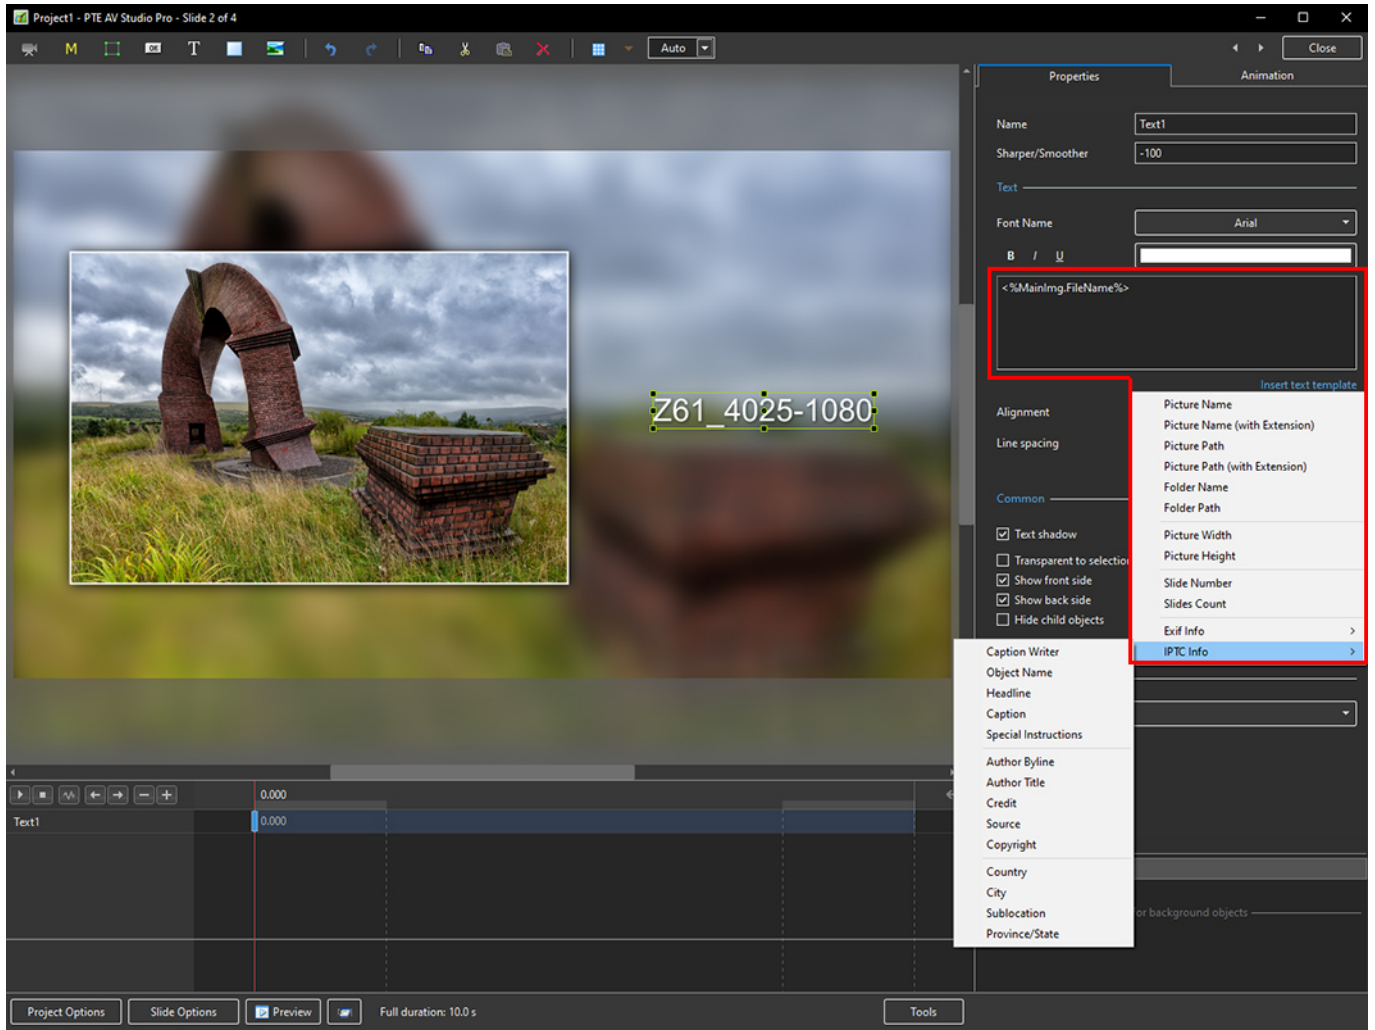 Project1 - PTE AV Studio Pro - Slide 2 of 4
M
OK
T
Auto
Close
Properties
Animation
Name
Text1
Sharper/Smoother
-100
Text
Font Name
Arial
B I U
<%MainImg.FileName%>
Insert text template
Z61_4025-1080
Alignment
Line spacing
Common
Text shadow
Transparent to selection
Show front side
Show back side
Hide child objects
Picture Name
Picture Name (with Extension)
Picture Path
Picture Path (with Extension)
Folder Name
Folder Path
Picture Width
Picture Height
Slide Number
Slides Count
Exif Info
IPTC Info
Caption Writer
Object Name
Headline
Caption
Special Instructions
Author Byline
Author Title
Credit
Source
Copyright
Country
City
Sublocation
Province/State
or background objects
0.000
Text1
0.000
Project Options
Slide Options
Preview
Full duration: 10.0 s
Tools